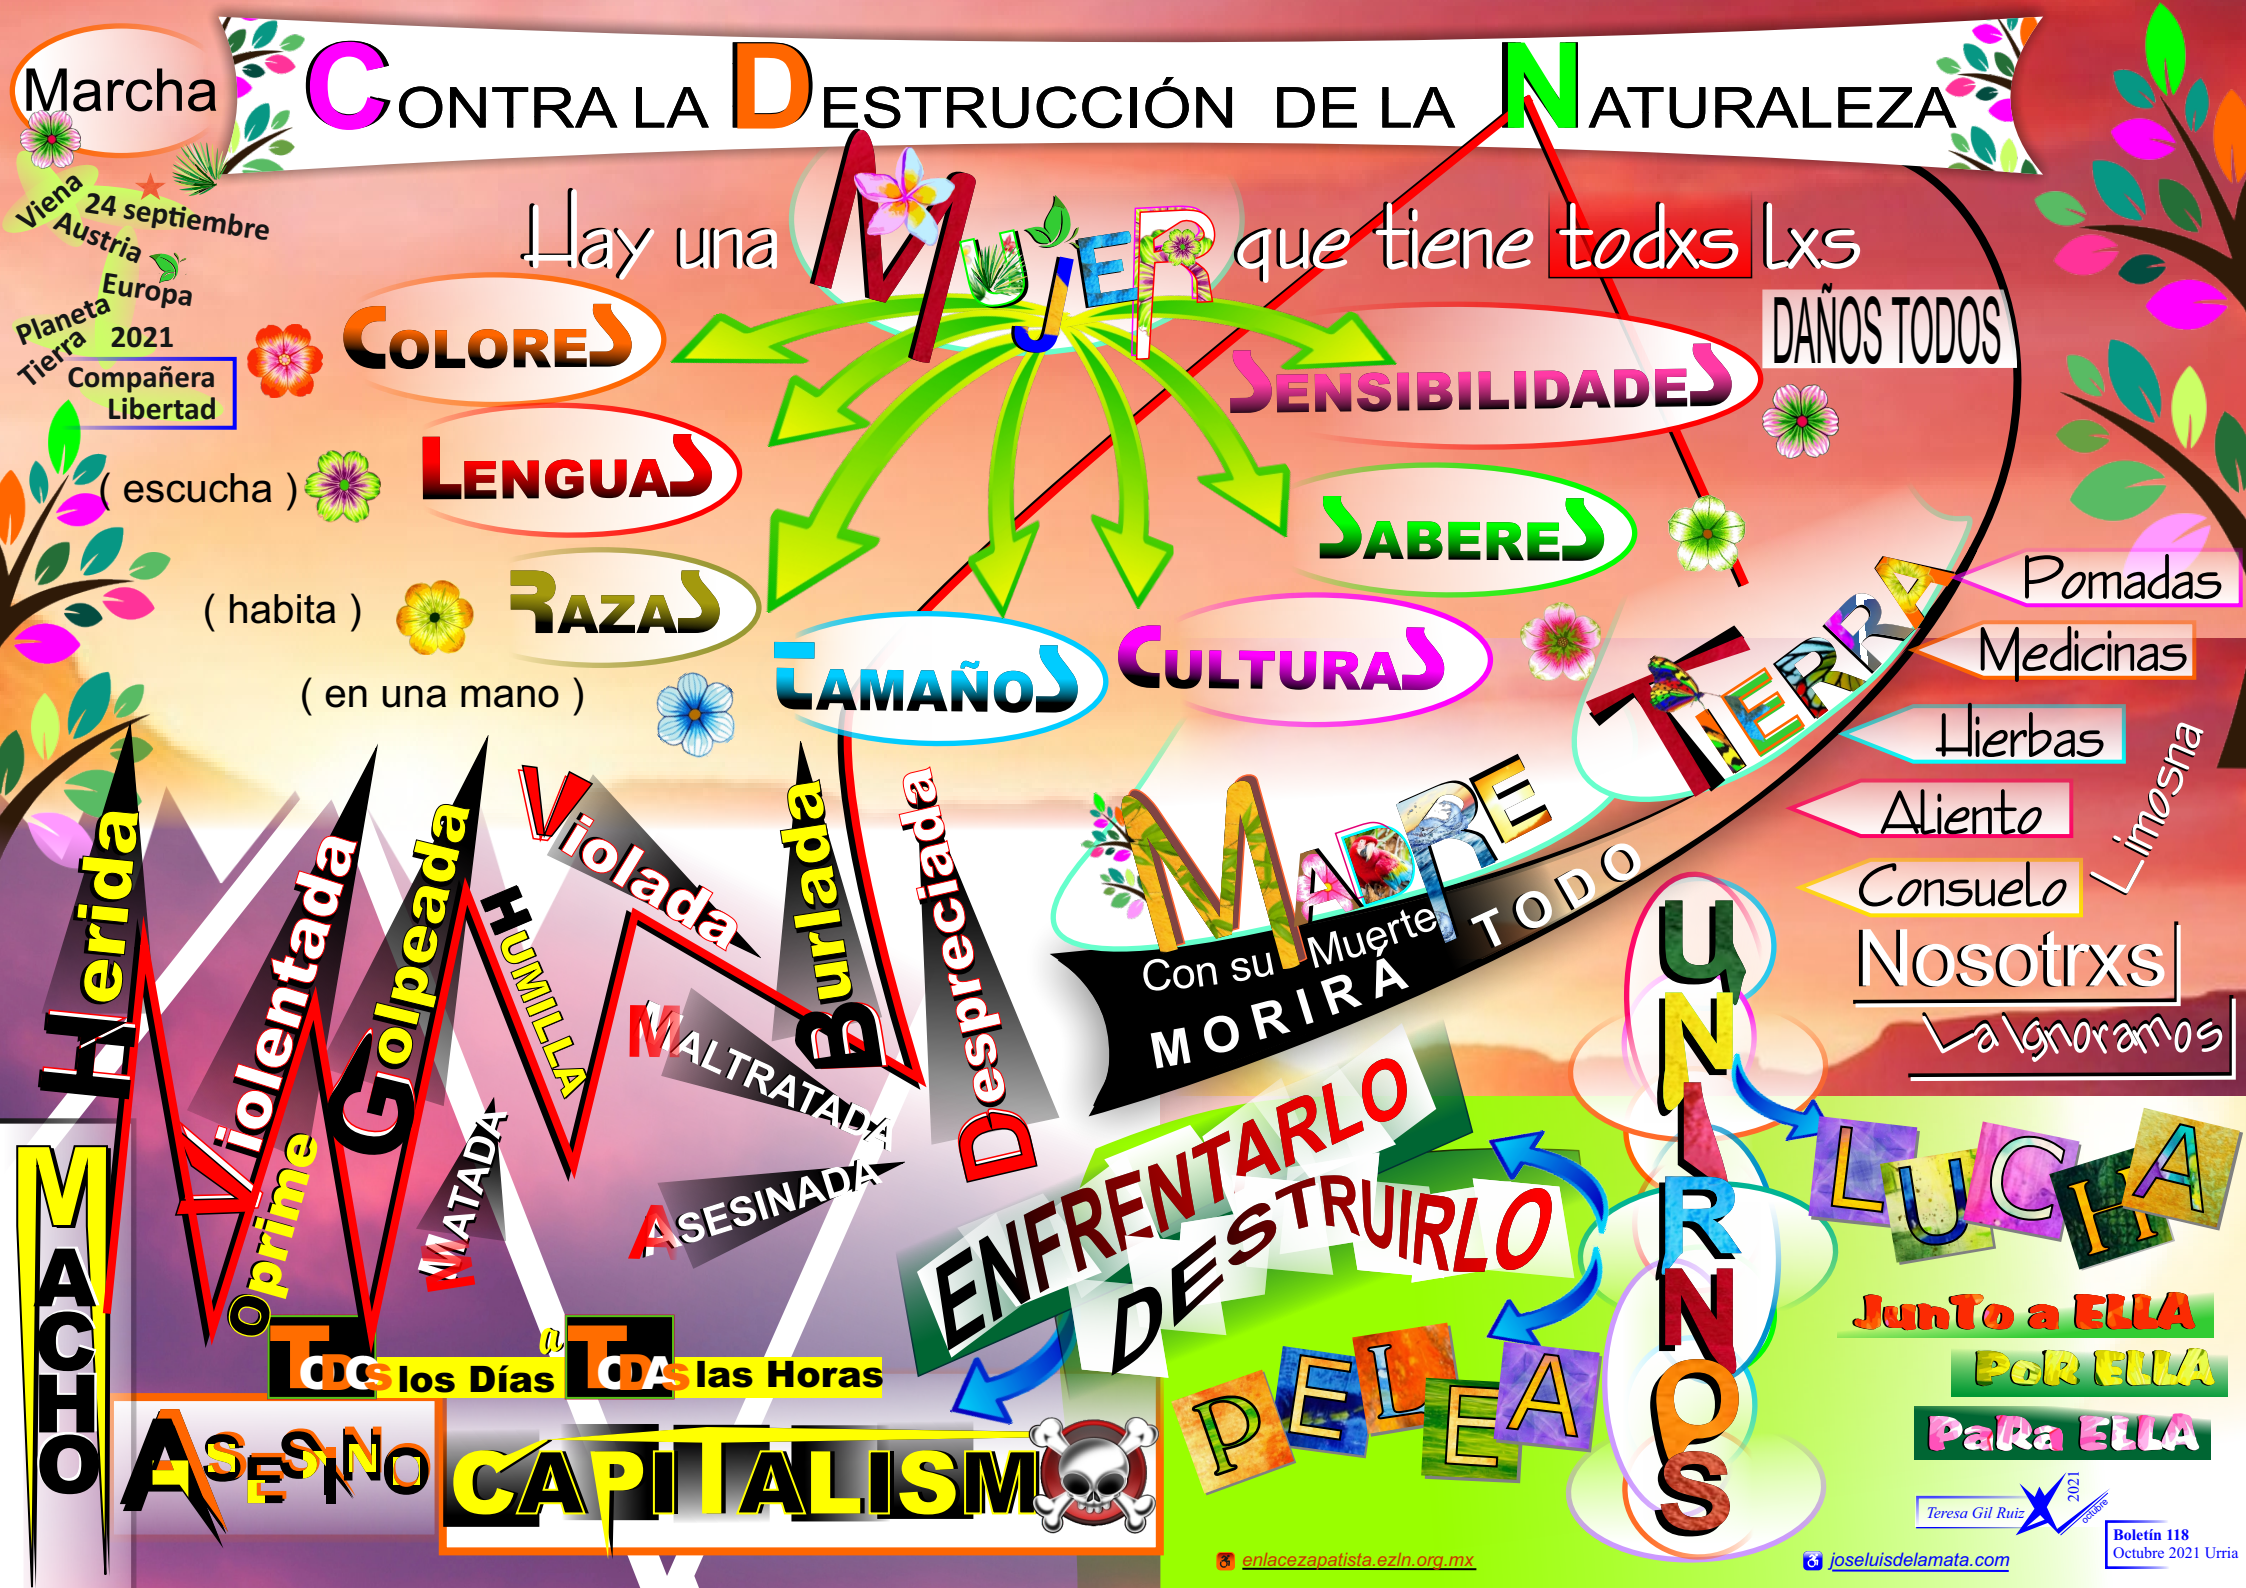 Marcha
CONTRA LA DESTRUCCIÓN DE LA NATURALEZA
Viena
24 septiembre
Austria
Europa
Planeta
Tierra
2021
Compañera
Libertad
Hay una MUJER que tiene todxs lxs
DAÑOS TODOS
COLORES
SENSIBILIDADES
( escucha )
LENGUAS
SABERES
( habita )
RAZAS
( en una mano )
TAMAÑOS
CULTURAS
MADRE TIERRA
Con su Muerte
MORIRÁ TODO
Pomadas
Medicinas
Hierbas
Aliento
Consuelo
Limosna
Nosotrxs
La Ignoramos
Herida
Violentada
Golpeada
HUMILLA
Violada
Burlada
Despreciada
MALTRATADA
MATADA
ASESINADA
Oprime
MACHO
TODOS los Días
a
TODAS las Horas
ASESINO
CAPITALISM
ENFRENTARLO
DESTRUIRLO
UNIRNOS
LUCHA
PELEA
JunTo a ELLA
PoR ELLA
PaRa ELLA
Teresa Gil Ruiz
2021
octubre
Boletín 118
Octubre 2021 Urria
enlacezapatista.ezln.org.mx
joseluisdelamata.com